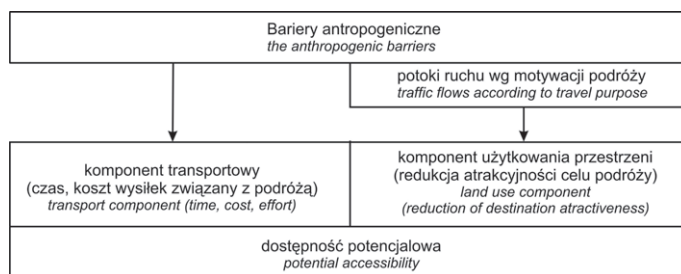 Bariery antropogeniczne
the anthropogenic barriers
potoki ruchu wg motywacji podróży
traffic flows according to travel purpose
komponent transportowy
(czas, koszt wysiłek związany z podróżą)
transport component (time, cost, effort)
komponent użytkowania przestrzeni
(redukcja atrakcyjności celu podróży)
land use component
(reduction of destination atractiveness)
dostępność potencjalowa
potential accessibility